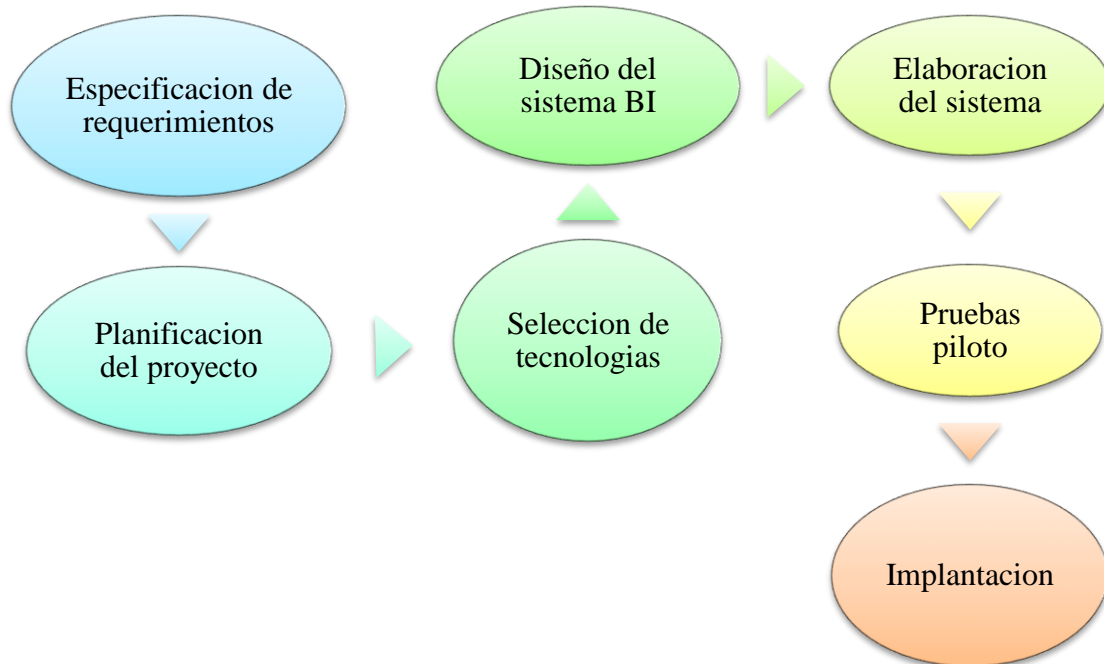 Especificacion de
requerimientos
Planificacion
del proyecto
Seleccion de
tecnologias
Diseño del
sistema BI
Elaboracion
del sistema
Pruebas
piloto
Implantacion